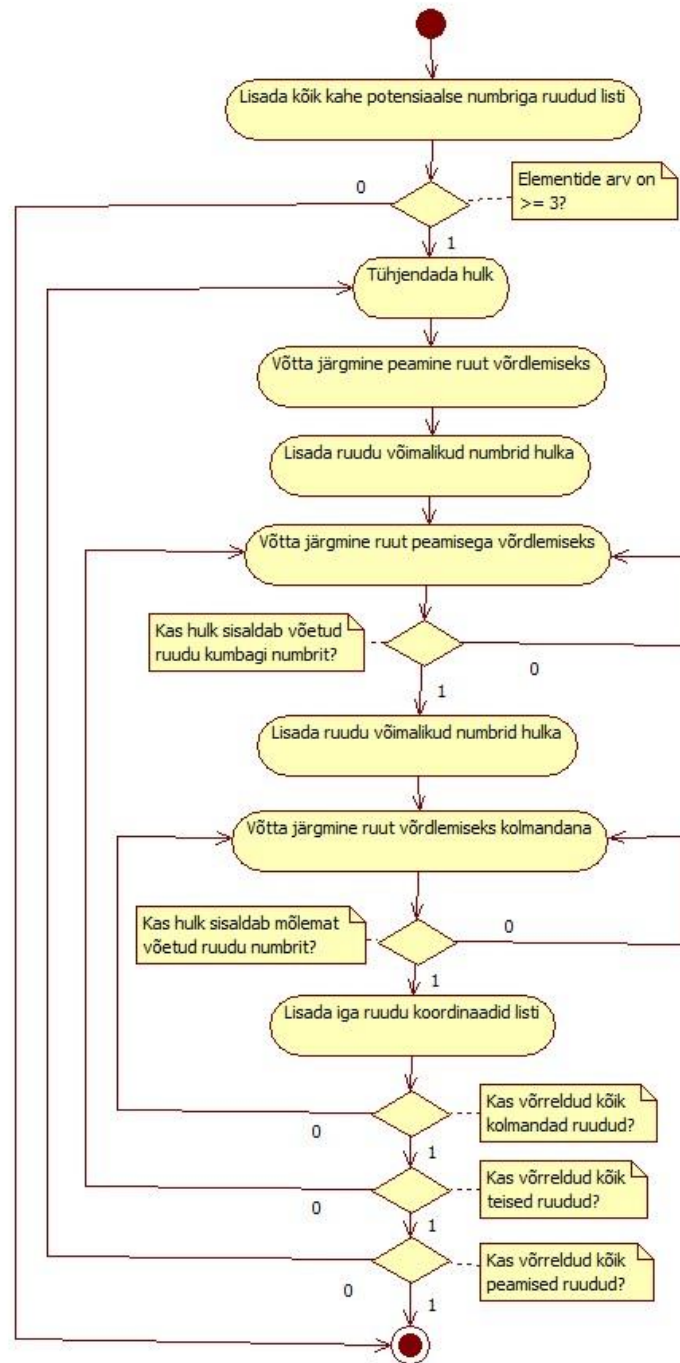 Lisada kõik kahe potensiaalse numbriga ruudud listi
0
Elementide arv on
>= 3?
1
Tühjendada hulk
Võtta järgmine peamine ruut võrdlemiseks
Lisada ruudu võimalikud numbrid hulka
Võtta järgmine ruut peamisega võrdlemiseks
Kas hulk sisaldab võetud
ruudu kumbagi numbrit?
0
1
Lisada ruudu võimalikud numbrid hulka
Võtta järgmine ruut võrdlemiseks kolmandana
Kas hulk sisaldab mõlemat
võetud ruudu numbrit?
0
1
Lisada iga ruudu koordinaadid listi
Kas võrreldud kõik
kolmandad ruudud?
0
1
Kas võrreldud kõik
teised ruudud?
0
1
Kas võrreldud kõik
peamised ruudud?
0
1